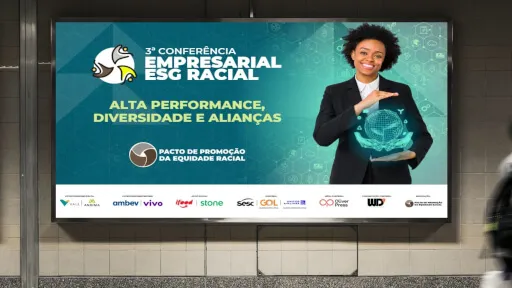 3ª CONFERÊNCIA
EMPRESARIAL
ESG RACIAL
ALTA PERFORMANCE,
DIVERSIDADE E ALIANÇAS
PACTO DE PROMOÇÃO
DA EQUIDADE RACIAL
VALE
ambev vivo
ifood stone
Sesc GOL
Oliver
Press
WD